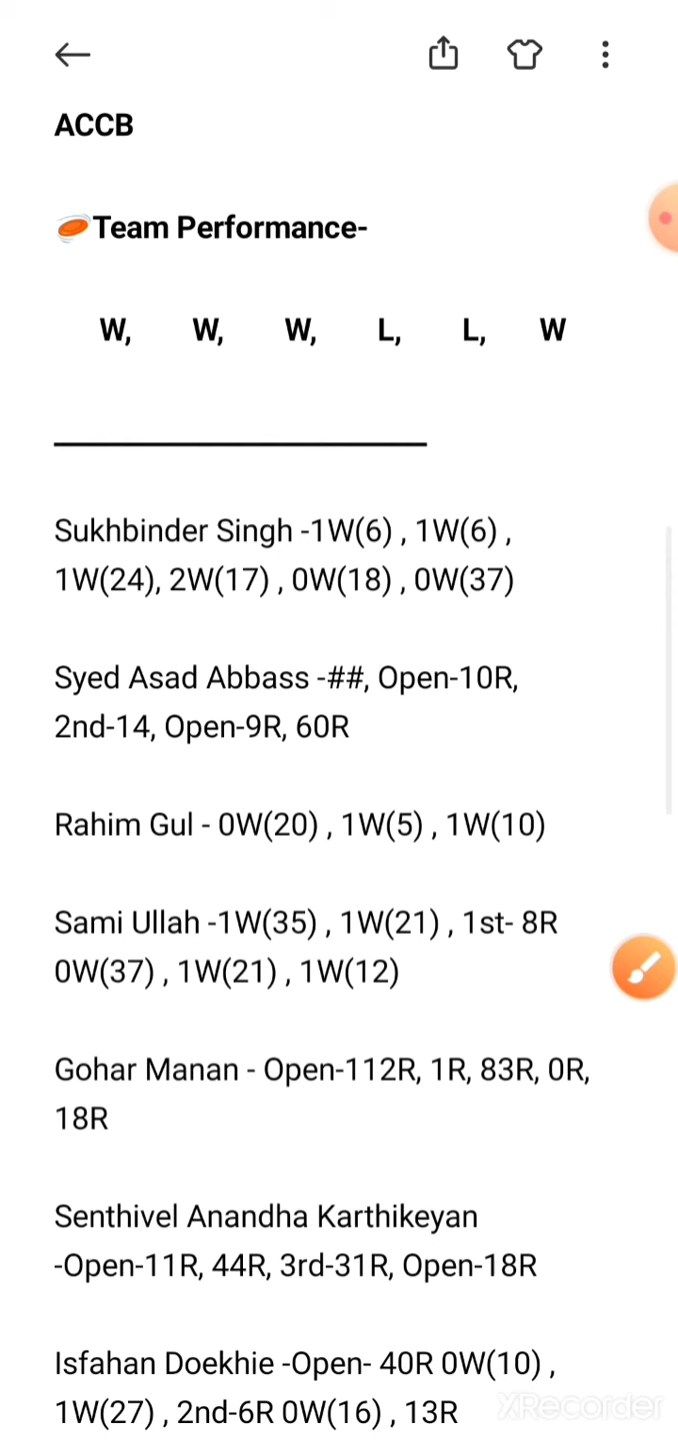 ACCB
Team Performance-
W, W, W, L, L, W
Sukhbinder Singh -1W(6) , 1W(6) ,
1W(24), 2W(17) , 0W(18) , 0W(37)
Syed Asad Abbass -##, Open-10R,
2nd-14, Open-9R, 60R
Rahim Gul - 0W(20) , 1W(5) , 1W(10)
Sami Ullah -1W(35) , 1W(21) , 1st- 8R
0W(37) , 1W(21) , 1W(12)
Gohar Manan - Open-112R, 1R, 83R, 0R,
18R
Senthivel Anandha Karthikeyan
-Open-11R, 44R, 3rd-31R, Open-18R
Isfahan Doekhie -Open- 40R 0W(10) ,
1W(27) , 2nd-6R 0W(16) , 13R
XRecorder